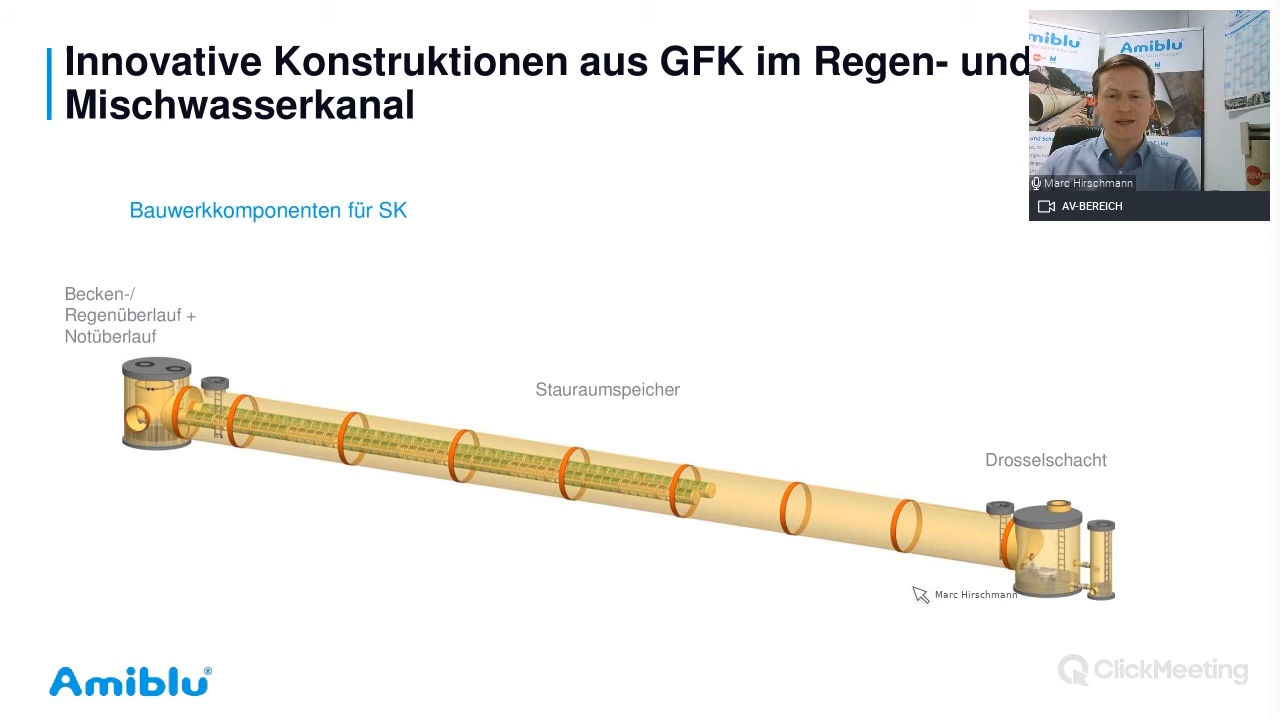 Innovative Konstruktionen aus GFK im Regen- und
Mischwasserkanal
miblu
Amiblu
Marc Hirschmann
AV-BEREICH
Bauwerkkomponenten für SK
Becken-/
Regenüberlauf +
Notüberlauf
Stauraumspeicher
Drosselschacht
Marc Hirschmann
Amiblu
ClickMeeting